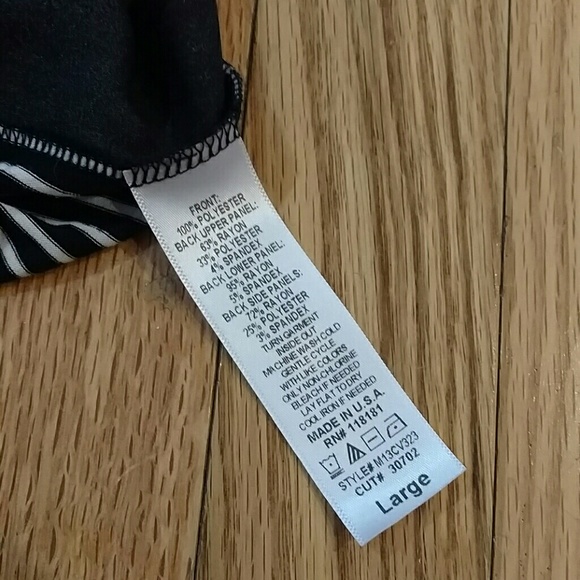 FRONT:
100% POLYESTER
BACK UPPER PANEL:
63% RAYON
33% POLYESTER
4% SPANDEX
BACK LOWER PANEL:
95% RAYON
5% SPANDEX
BACK SIDE PANELS:
72% RAYON
25% POLYESTER
3% SPANDEX
TURN GARMENT
INSIDE OUT
MACHINE WASH COLD
GENTLE CYCLE
WITH LIKE COLORS
ONLY NON-CHLORINE
BLEACH IF NEEDED
LAY FLAT TO DRY
COOL IRON IF NEEDED
MADE IN U.S.A.
RN# 118181
STYLE# M13CV323
CUT# 30702
Large